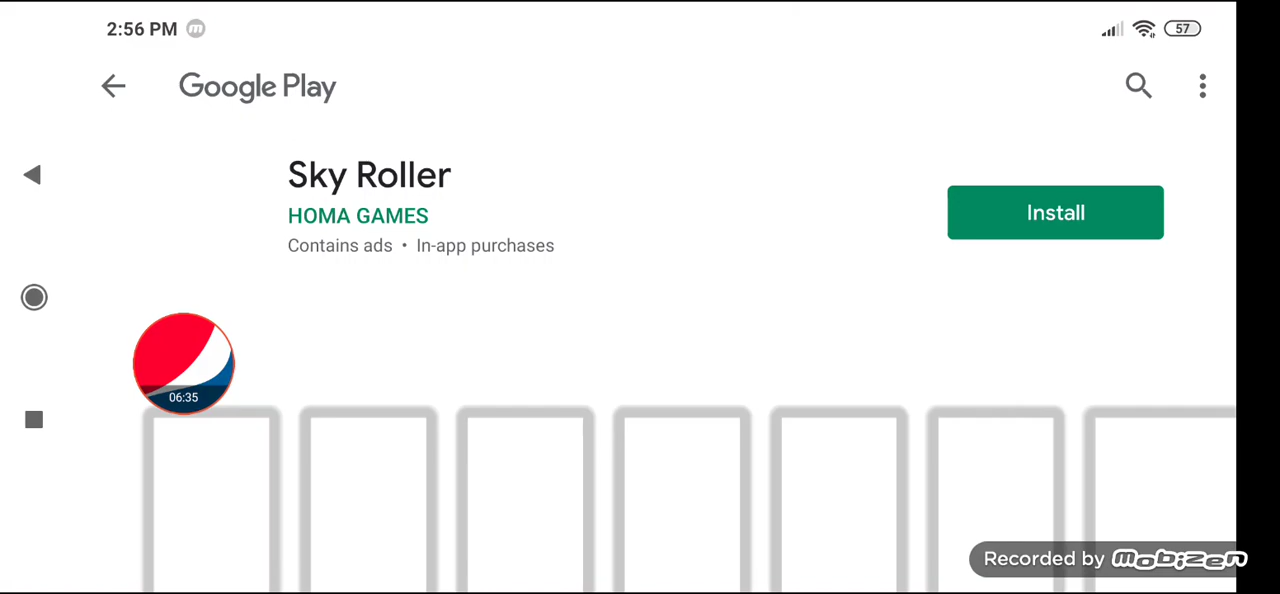 2:56 PM m
57
Google Play
Sky Roller
HOMA GAMES
Contains ads • In-app purchases
Install
06:35
Recorded by mobizen